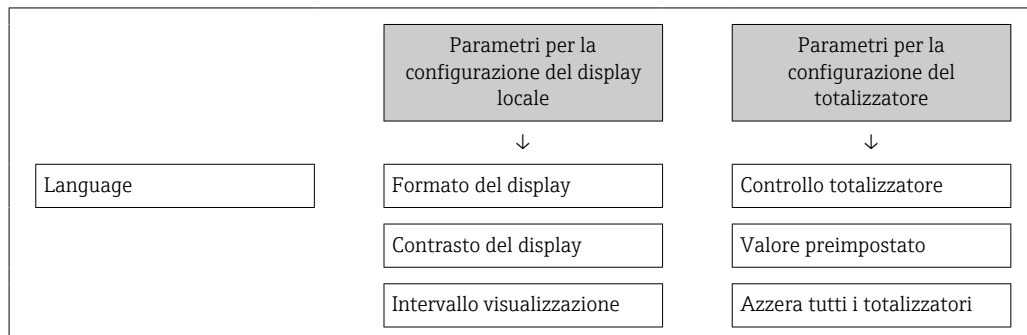 Parametri per la
configurazione del display
locale
Parametri per la
configurazione del
totalizzatore
↓
↓
Language
Formato del display
Controllo totalizzatore
Contrasto del display
Valore preimpostato
Intervallo visualizzazione
Azzera tutti i totalizzatori